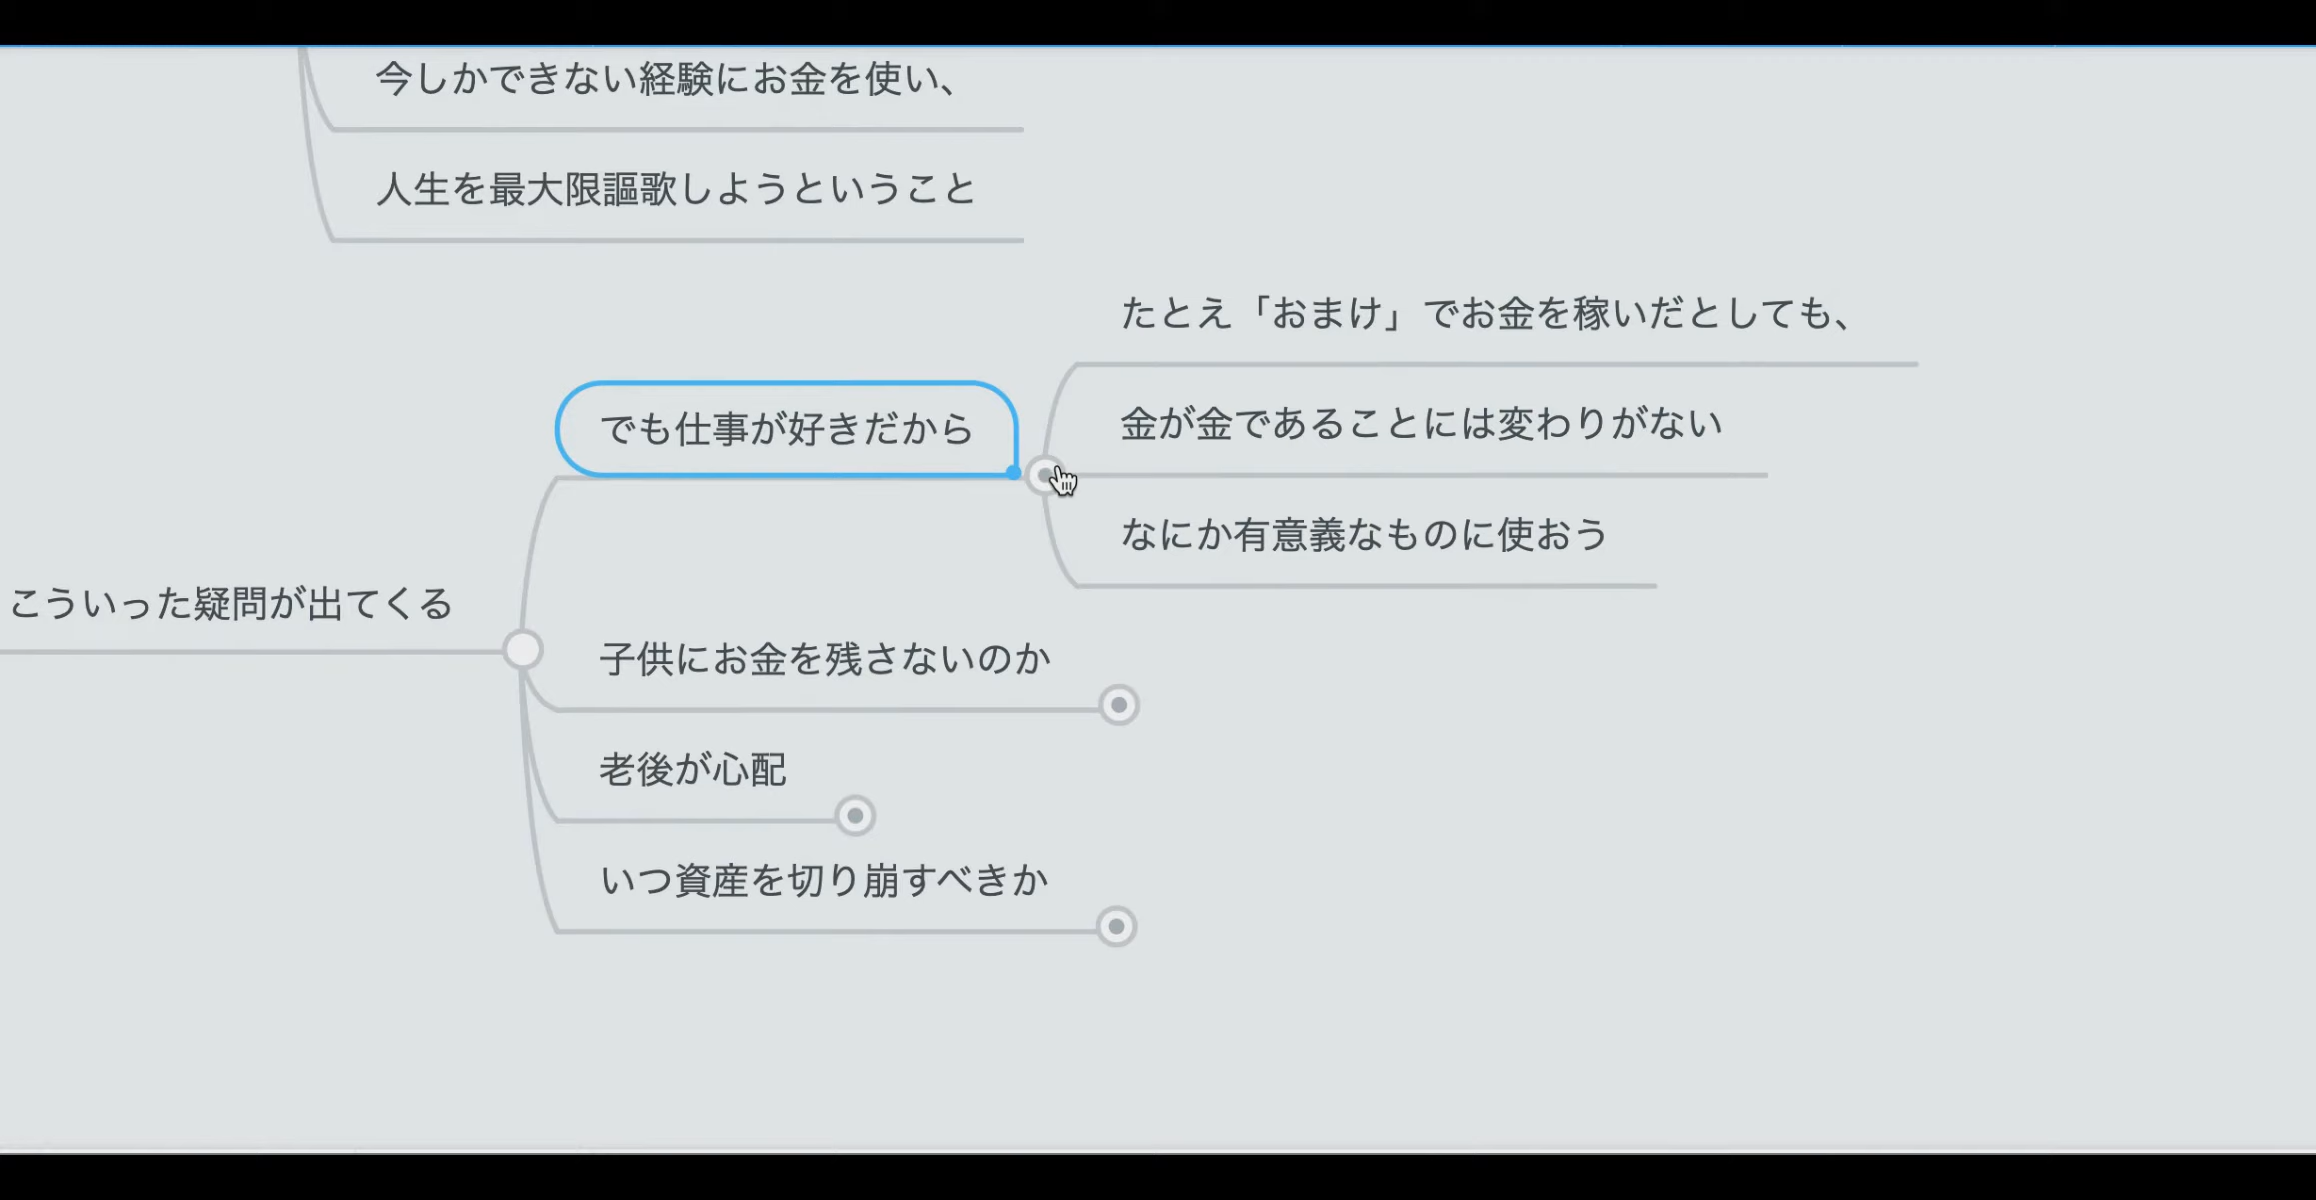 今しかできない経験にお金を使い、
人生を最大限謳歌しようということ
こういった疑問が出てくる
でも仕事が好きだから
たとえ「おまけ」でお金を稼いだとしても、
金が金であることには変わりがない
なにか有意義なものに使おう
子供にお金を残さないのか
老後が心配
いつ資産を切り崩すべきか